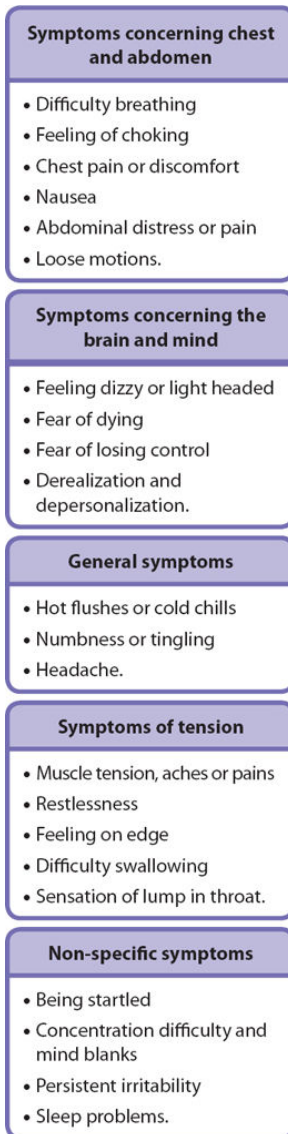 Symptoms concerning chest
and abdomen
• Difficulty breathing
• Feeling of choking
• Chest pain or discomfort
• Nausea
• Abdominal distress or pain
• Loose motions.
Symptoms concerning the
brain and mind
• Feeling dizzy or light headed
• Fear of dying
• Fear of losing control
• Derealization and
depersonalization.
General symptoms
• Hot flushes or cold chills
• Numbness or tingling
• Headache.
Symptoms of tension
• Muscle tension, aches or pains
• Restlessness
• Feeling on edge
• Difficulty swallowing
• Sensation of lump in throat.
Non-specific symptoms
• Being startled
• Concentration difficulty and
mind blanks
• Persistent irritability
• Sleep problems.